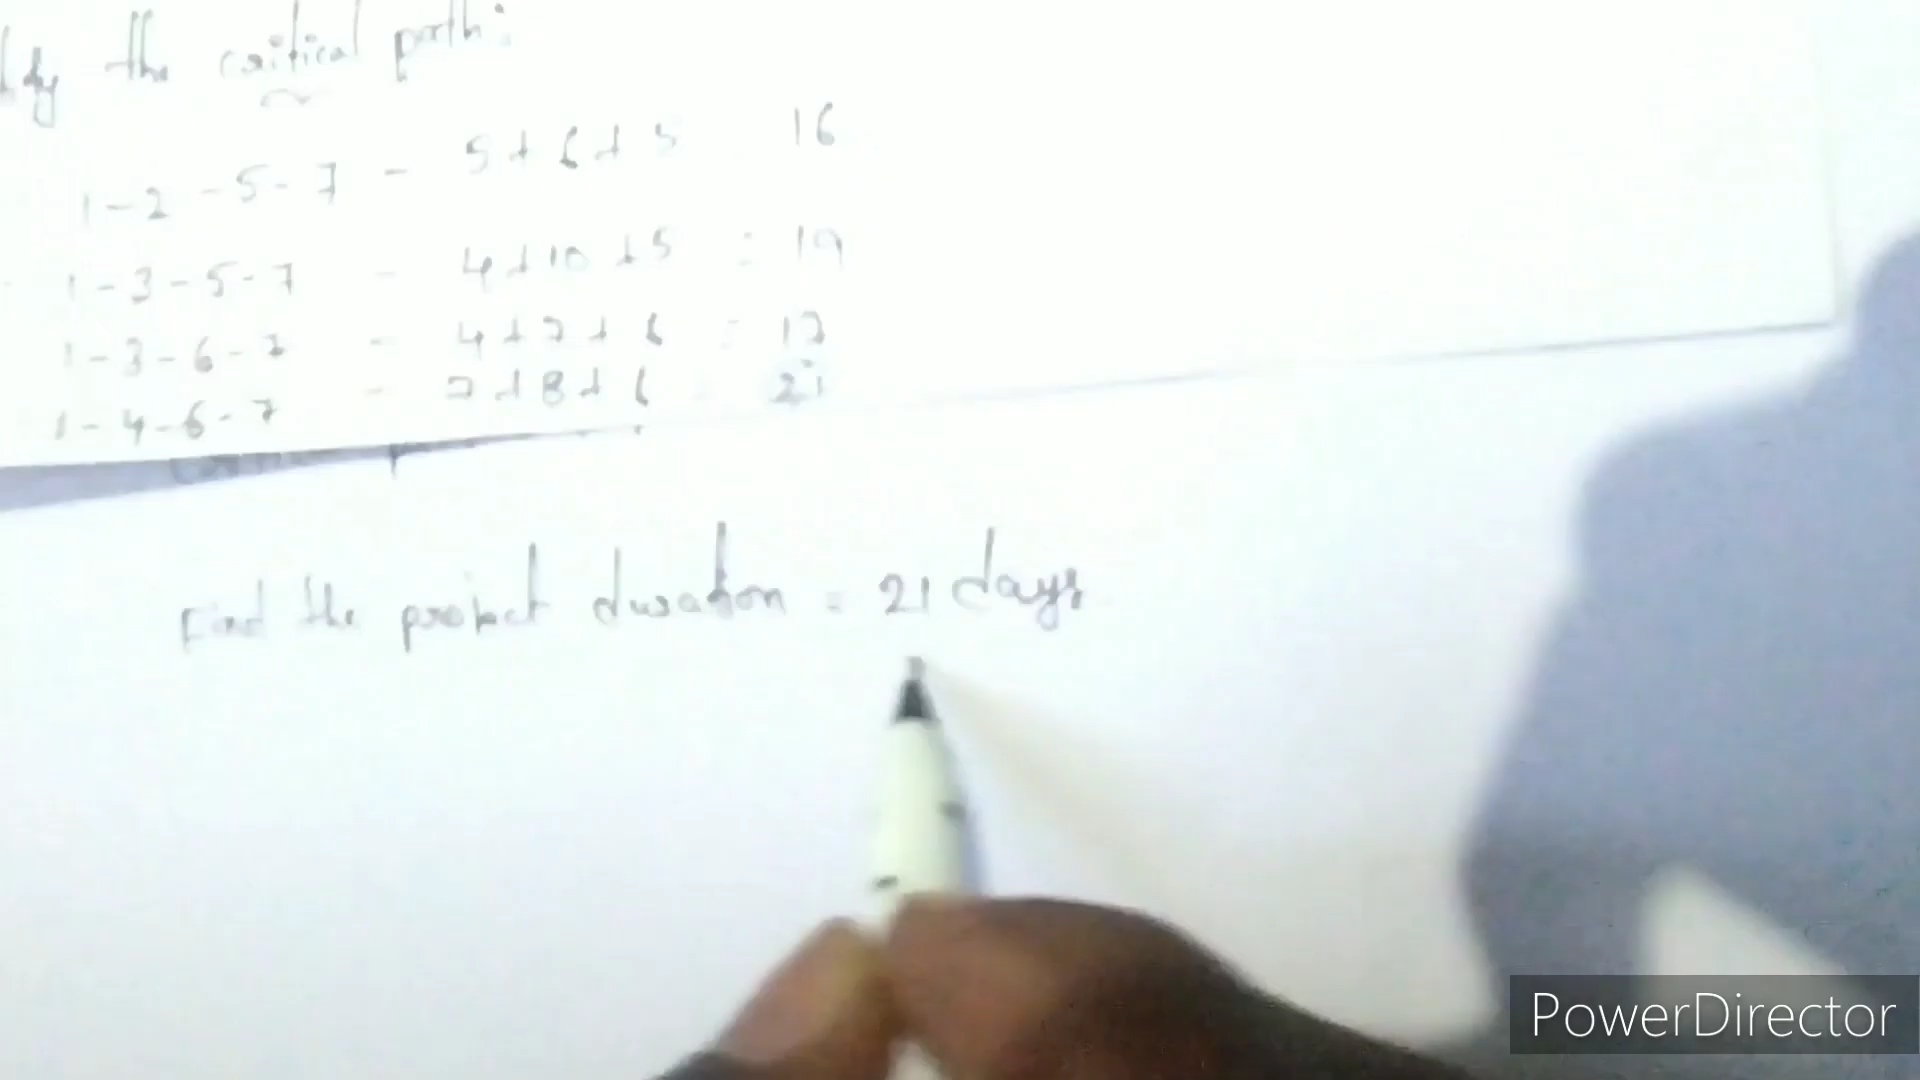 the critical path:
1-2-5-7 - 5+6+5 16
1-3-5-7 - 4+10+5 = 19
1-3-6-7 - 4+7+6 = 17
1-4-6-7 - 7+8+6 = 21
Find the project duration = 21 days
PowerDirector